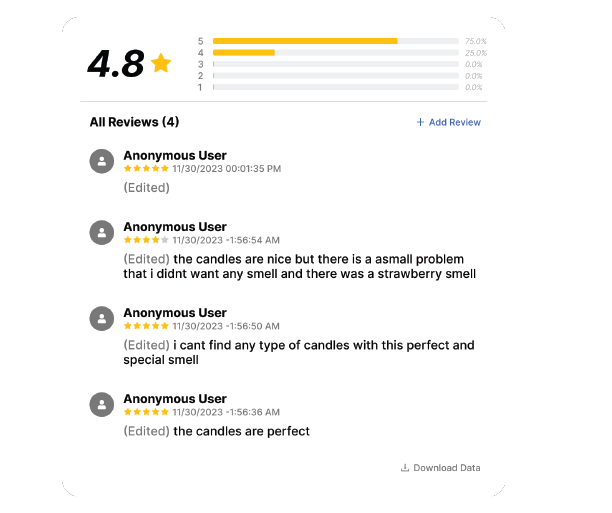 4.8
5 75.0%
4 25.0%
3 0.0%
2 0.0%
1 0.0%
All Reviews (4)
+ Add Review
Anonymous User
11/30/2023 00:01:35 PM
(Edited)
Anonymous User
11/30/2023 -1:56:54 AM
(Edited) the candles are nice but there is a asmall problem
that i didnt want any smell and there was a strawberry smell
Anonymous User
11/30/2023 -1:56:50 AM
(Edited) i cant find any type of candles with this perfect and
special smell
Anonymous User
11/30/2023 -1:56:36 AM
(Edited) the candles are perfect
Download Data